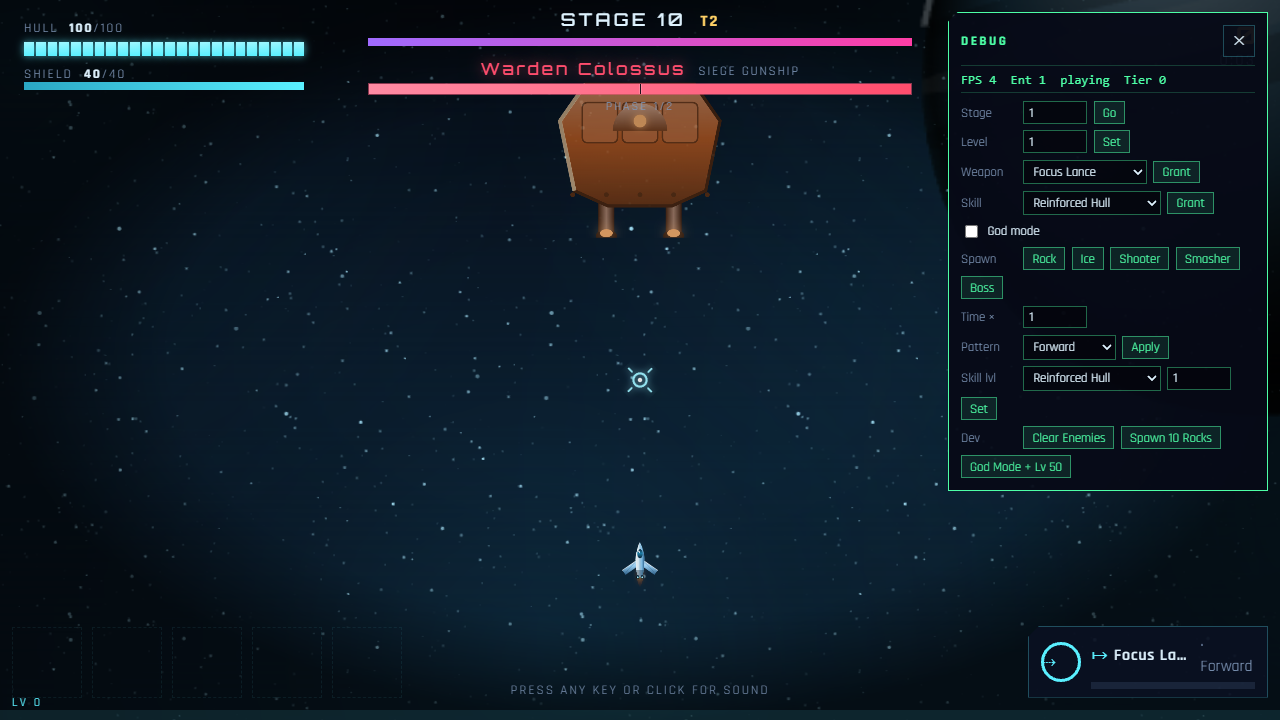 HULL 100/100
SHIELD 40/40
STAGE 10 T2
Warden Colossus SIEGE GUNSHIP
PHASE 1/2
DEBUG
×
FPS 4 Ent 1 playing Tier 0
Stage 1 Go
Level 1 Set
Weapon Focus Lance Grant
Skill Reinforced Hull Grant
God mode
Spawn Rock Ice Shooter Smasher
Boss
Time × 1
Pattern Forward Apply
Skill lvl Reinforced Hull 1
Set
Dev Clear Enemies Spawn 10 Rocks
God Mode + Lv 50
↦ Focus La... · Forward
PRESS ANY KEY OR CLICK FOR SOUND
LV 0